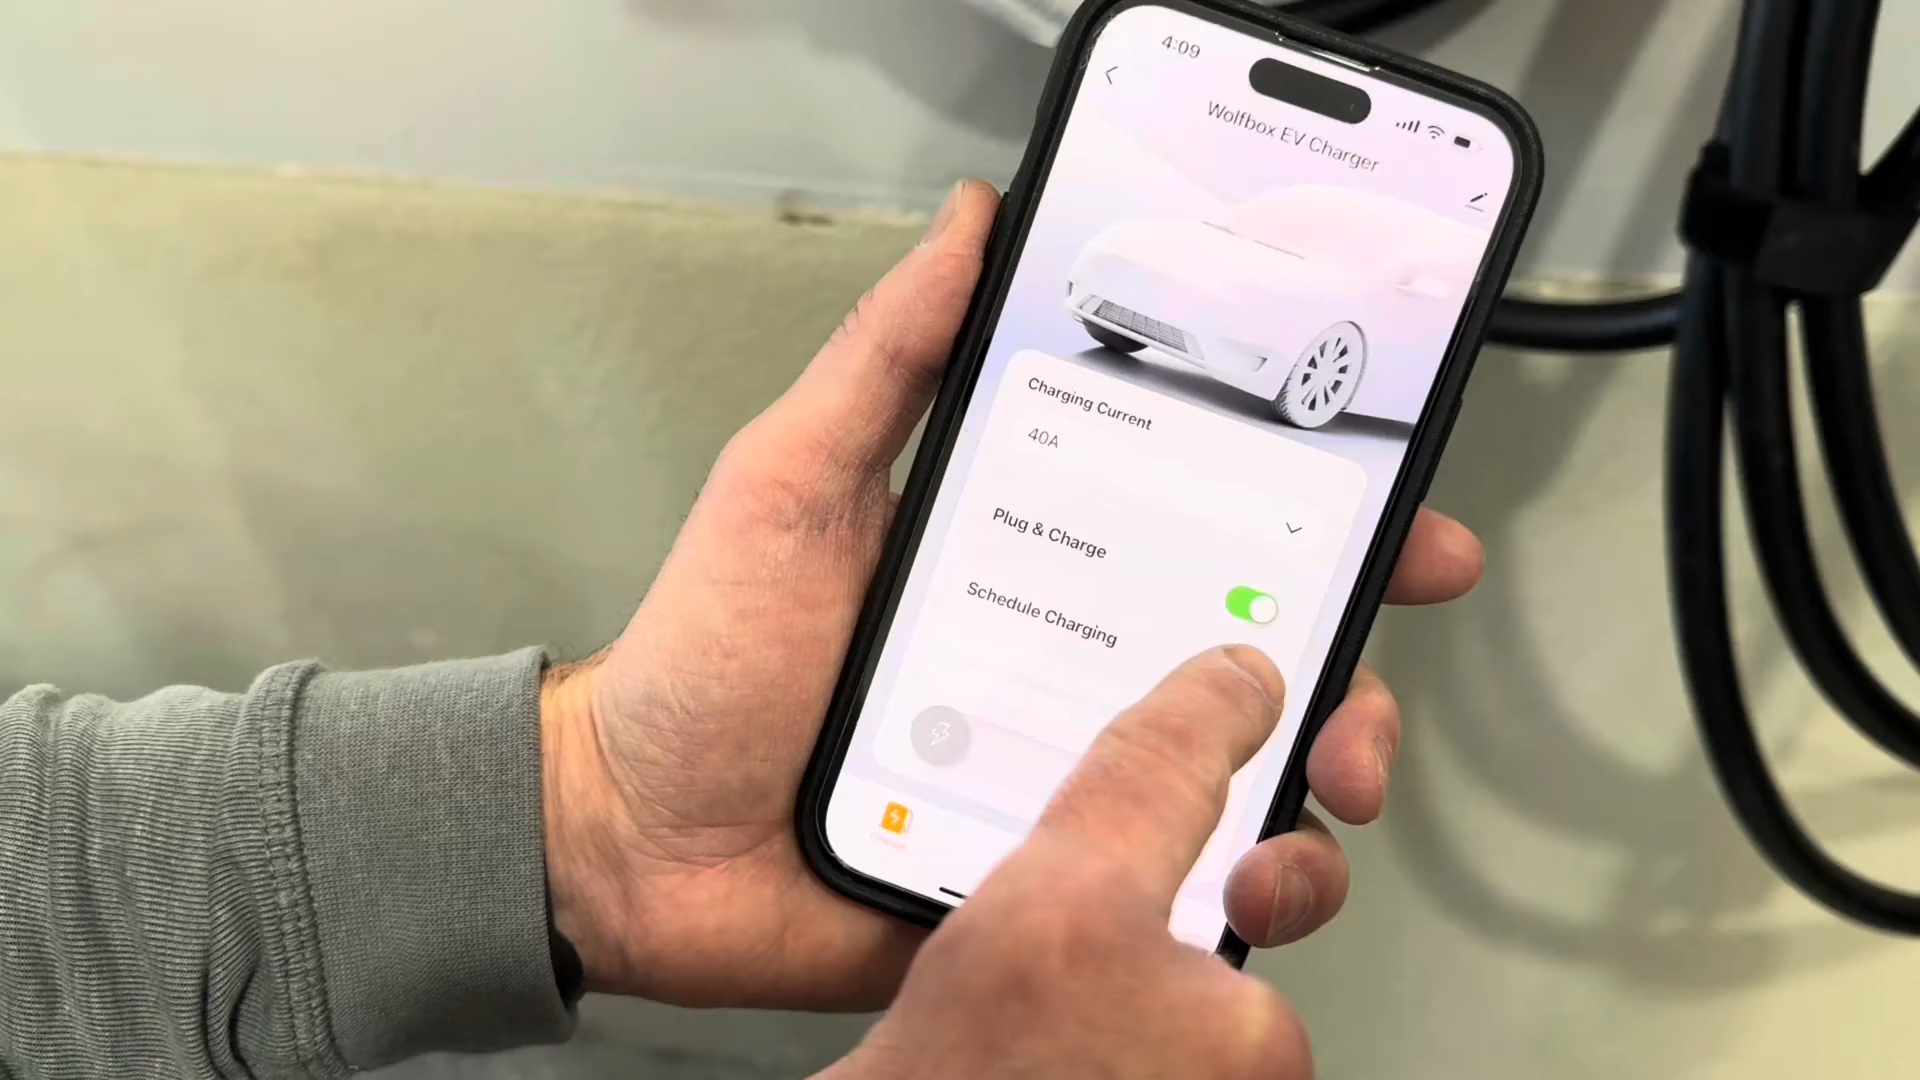 4:09
Wolfbox EV Charger
Charging Current
40A
Plug & Charge
Schedule Charging